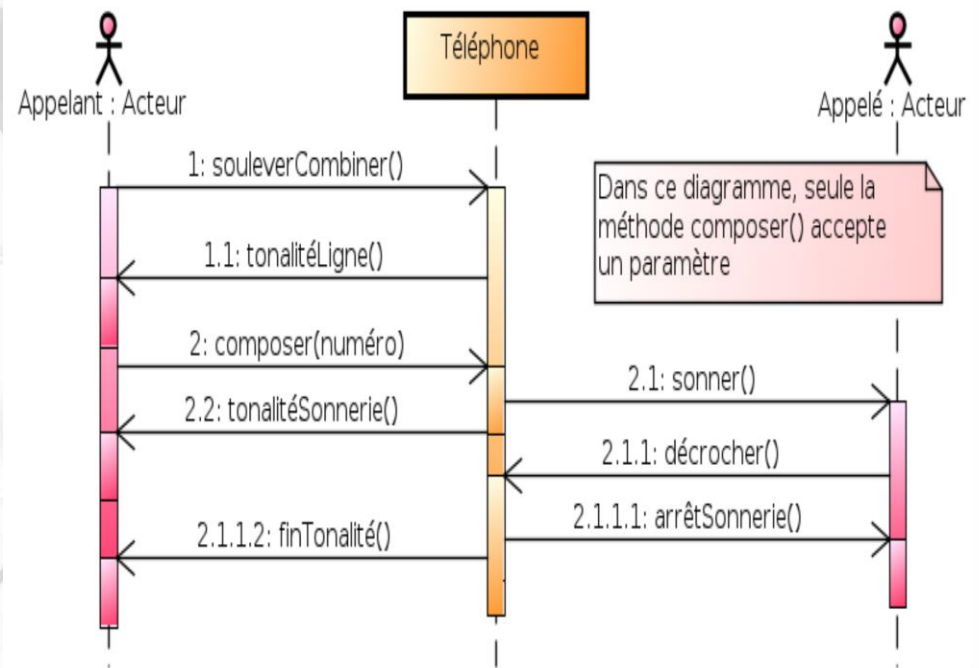 Téléphone
Appelant : Acteur
Appelé : Acteur
1: souleverCombiner()
Dans ce diagramme, seule la
méthode composer() accepte
un paramètre
1.1: tonalitéLigne()
2: composer(numéro)
2.1: sonner()
2.2: tonalitéSonnerie()
2.1.1: décrocher()
2.1.1.1: arrêtSonnerie()
2.1.1.2: finTonalité()